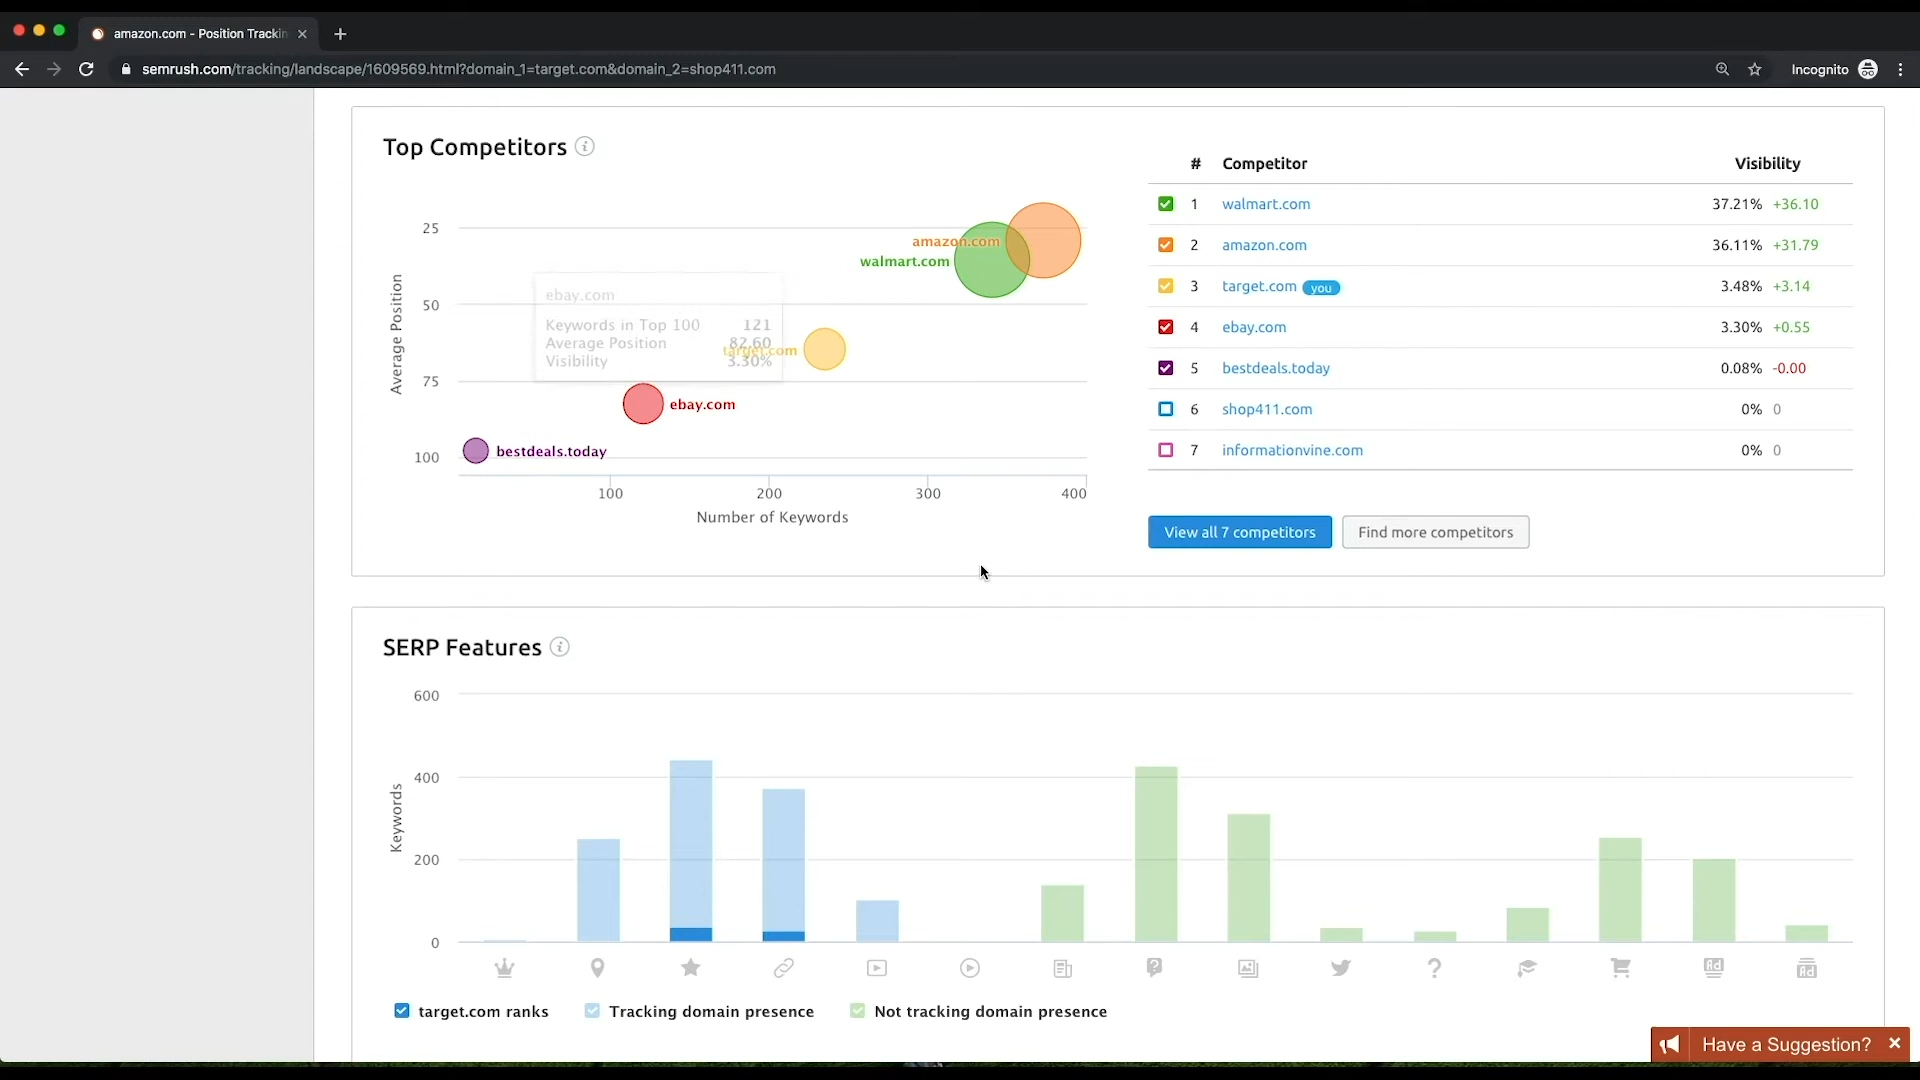 amazon.com - Position Trackin
semrush.com/tracking/landscape/1609569.html?domain_1=target.com&domain_2=shop411.com
Incognito
Top Competitors
Average Position
25
50
75
100
amazon.com
walmart.com
ebay.com
Keywords in Top 100 121
Average Position 82.60
Visibility 3.30%
target.com
ebay.com
bestdeals.today
100 200 300 400
Number of Keywords
# Competitor Visibility
1 walmart.com 37.21% +36.10
2 amazon.com 36.11% +31.79
3 target.com you 3.48% +3.14
4 ebay.com 3.30% +0.55
5 bestdeals.today 0.08% -0.00
6 shop411.com 0% 0
7 informationvine.com 0% 0
View all 7 competitors Find more competitors
SERP Features
Keywords
600
400
200
0
Ad Ad
target.com ranks Tracking domain presence Not tracking domain presence
Have a Suggestion?